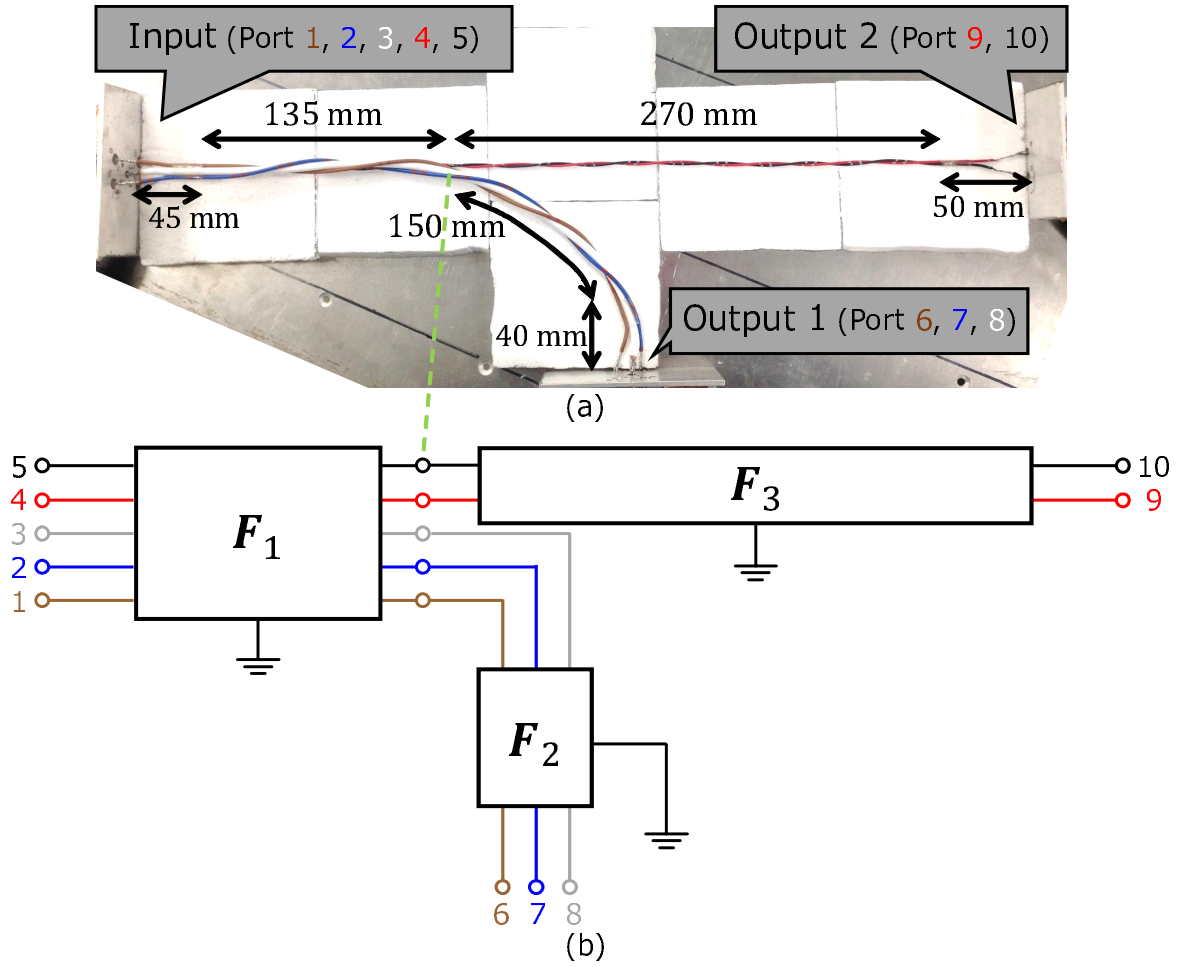 Input (Port 1, 2, 3, 4, 5)
Output 2 (Port 9, 10)
135 mm
270 mm
45 mm
150 mm
50 mm
40 mm
Output 1 (Port 6, 7, 8)
(a)
5
4
3
2
1
F1
F3
10
9
F2
6 7 8
(b)